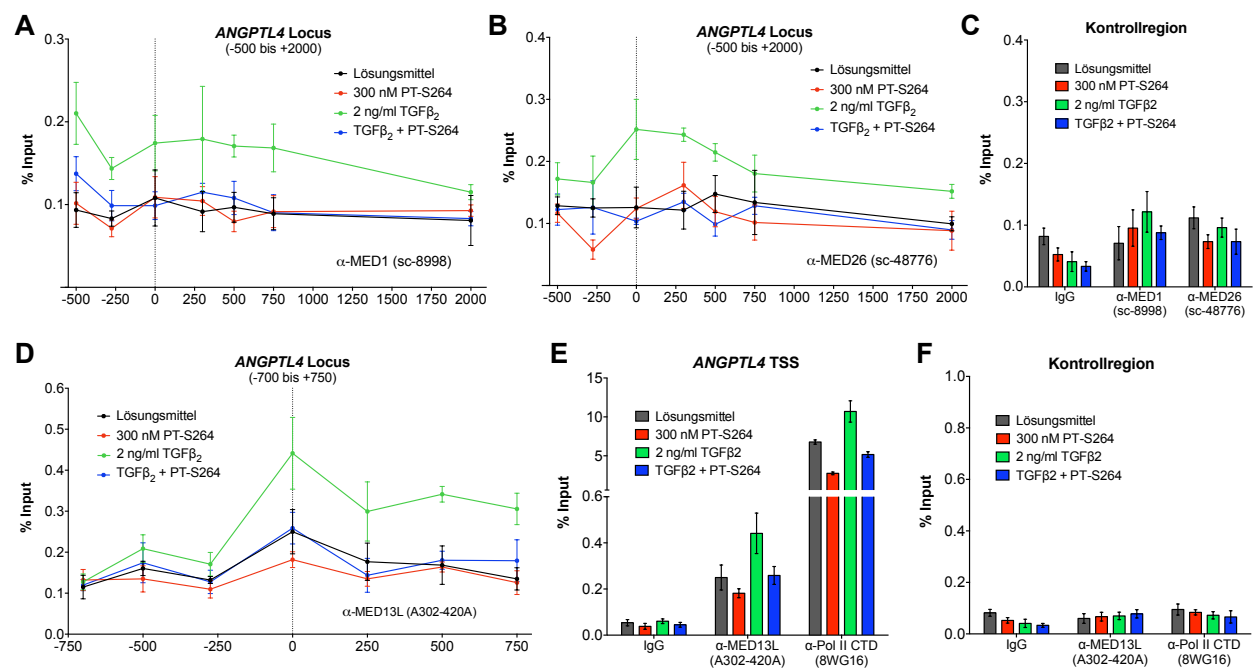 A
ANGPTL4 Locus
(-500 bis +2000)
Lösungsmittel
300 nM PT-S264
2 ng/ml TGFβ2
TGFβ2 + PT-S264
% Input
0.3
0.2
0.1
α-MED1 (sc-8998)
-500 -250 0 250 500 750 1000 1250 1500 1750 2000
B
ANGPTL4 Locus
(-500 bis +2000)
Lösungsmittel
300 nM PT-S264
2 ng/ml TGFβ2
TGFβ2 + PT-S264
% Input
0.4
0.3
0.2
0.1
α-MED26 (sc-48776)
-500 -250 0 250 500 750 1000 1250 1500 1750 2000
C
Kontrollregion
Lösungsmittel
300 nM PT-S264
2 ng/ml TGFβ2
TGFβ2 + PT-S264
% Input
0.4
0.3
0.2
0.1
0.0
IgG α-MED1 α-MED26
(sc-8998) (sc-48776)
D
ANGPTL4 Locus
(-700 bis +750)
Lösungsmittel
300 nM PT-S264
2 ng/ml TGFβ2
TGFβ2 + PT-S264
% Input
0.6
0.5
0.4
0.3
0.2
0.1
0.0
α-MED13L (A302-420A)
-750 -500 -250 0 250 500 750
E
ANGPTL4 TSS
Lösungsmittel
300 nM PT-S264
2 ng/ml TGFβ2
TGFβ2 + PT-S264
% Input
15
10
5
0.6
0.4
0.2
0.0
IgG α-MED13L α-Pol II CTD
(A302-420A) (8WG16)
F
Kontrollregion
Lösungsmittel
300 nM PT-S264
2 ng/ml TGFβ2
TGFβ2 + PT-S264
% Input
1.0
0.8
0.6
0.4
0.2
0.0
IgG α-MED13L α-Pol II CTD
(A302-420A) (8WG16)